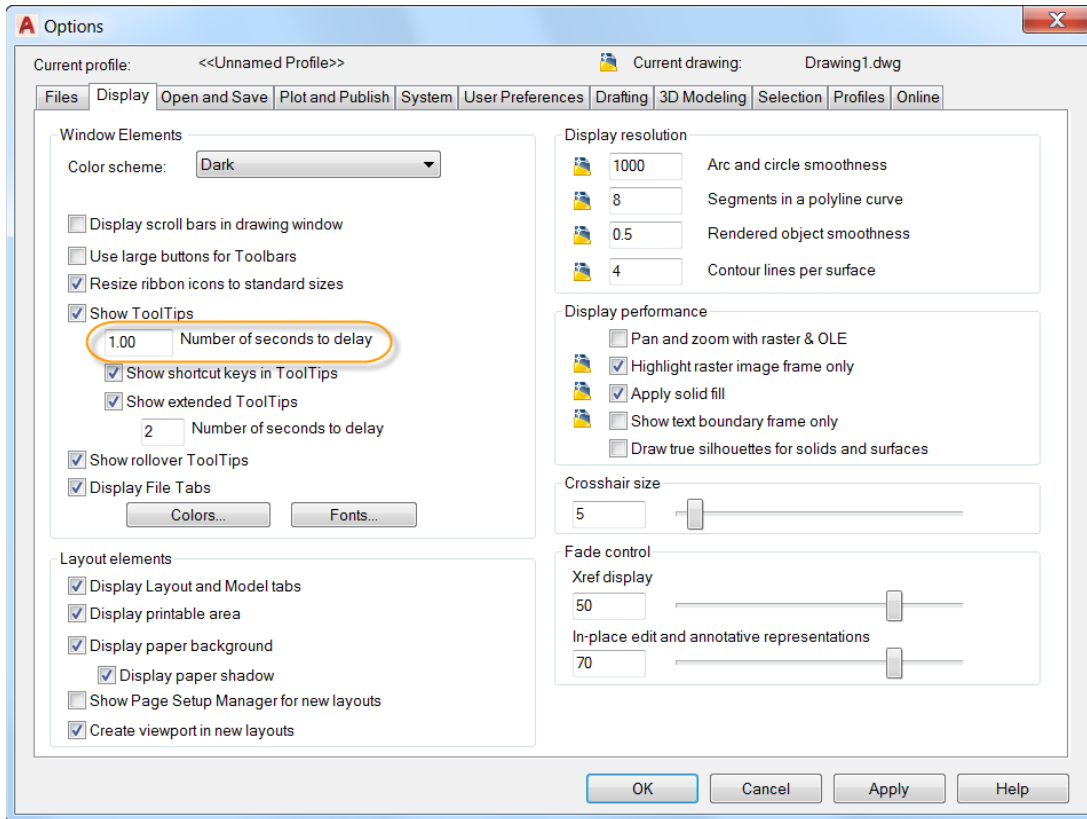 A Options
Current profile: <<Unnamed Profile>> Current drawing: Drawing1.dwg
Files Display Open and Save Plot and Publish System User Preferences Drafting 3D Modeling Selection Profiles Online
Window Elements
Color scheme: Dark
Display scroll bars in drawing window
Use large buttons for Toolbars
Resize ribbon icons to standard sizes
Show ToolTips
1.00 Number of seconds to delay
Show shortcut keys in ToolTips
Show extended ToolTips
2 Number of seconds to delay
Show rollover ToolTips
Display File Tabs
Colors... Fonts...
Layout elements
Display Layout and Model tabs
Display printable area
Display paper background
Display paper shadow
Show Page Setup Manager for new layouts
Create viewport in new layouts
Display resolution
1000 Arc and circle smoothness
8 Segments in a polyline curve
0.5 Rendered object smoothness
4 Contour lines per surface
Display performance
Pan and zoom with raster & OLE
Highlight raster image frame only
Apply solid fill
Show text boundary frame only
Draw true silhouettes for solids and surfaces
Crosshair size
5
Fade control
Xref display
50
In-place edit and annotative representations
70
OK Cancel Apply Help